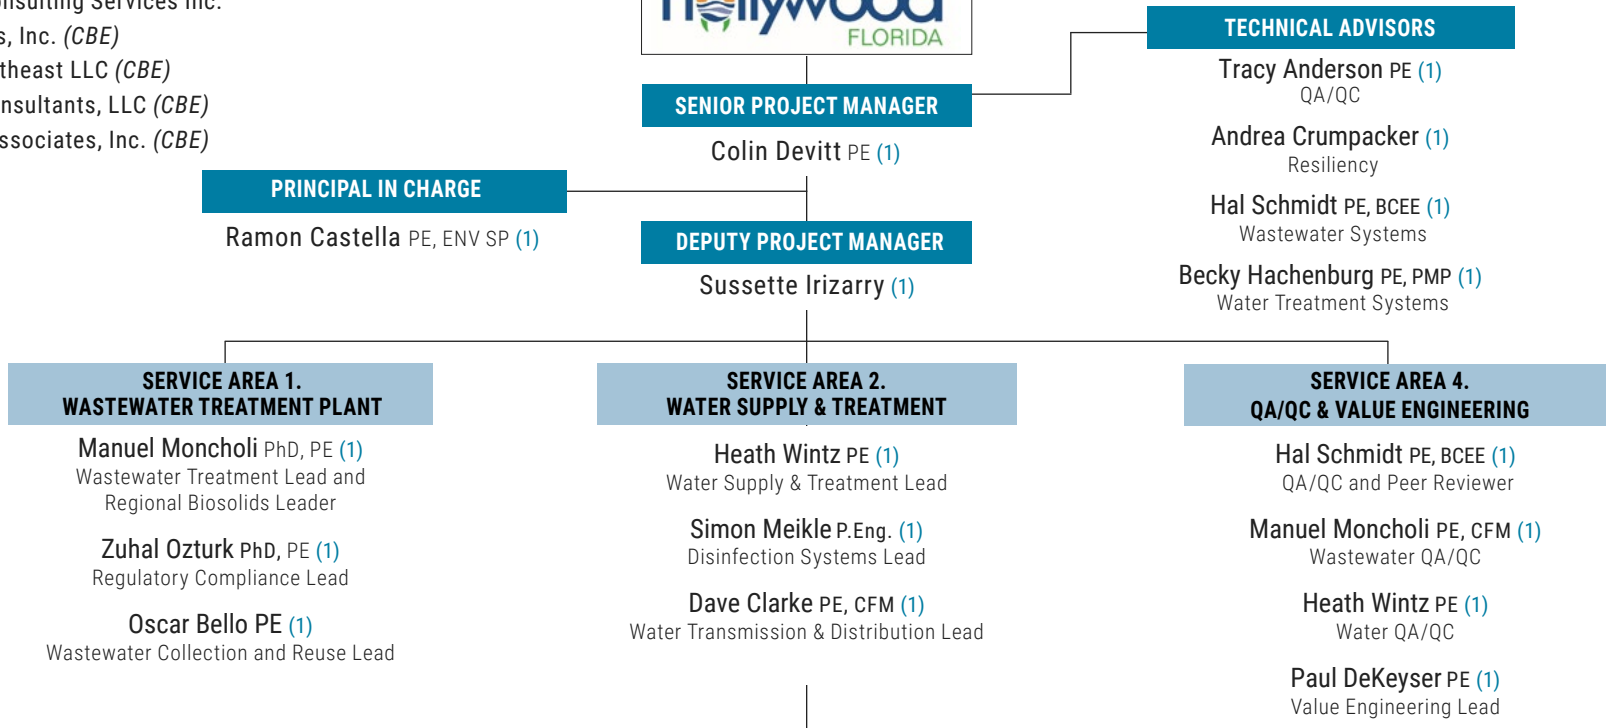 Inc. (CBE)
LLC (CBE)
LLC (CBE)
Inc. (CBE)
FLORIDA
TECHNICAL ADVISORS
Tracy Anderson PE (1)
QA/QC
Andrea Crumpacker (1)
Resiliency
Hal Schmidt PE, BCEE (1)
Wastewater Systems
Becky Hachenburg PE, PMP (1)
Water Treatment Systems
SENIOR PROJECT MANAGER
Colin Devitt PE (1)
PRINCIPAL IN CHARGE
Ramon Castella PE, ENV SP (1)
DEPUTY PROJECT MANAGER
Sussette Irizarry (1)
SERVICE AREA 1.
WASTEWATER TREATMENT PLANT
Manuel Moncholi PhD, PE (1)
Wastewater Treatment Lead and
Regional Biosolids Leader
Zuhal Ozturk PhD, PE (1)
Regulatory Compliance Lead
Oscar Bello PE (1)
Wastewater Collection and Reuse Lead
SERVICE AREA 2.
WATER SUPPLY & TREATMENT
Heath Wintz PE (1)
Water Supply & Treatment Lead
Simon Meikle P.Eng. (1)
Disinfection Systems Lead
Dave Clarke PE, CFM (1)
Water Transmission & Distribution Lead
SERVICE AREA 4.
QA/QC & VALUE ENGINEERING
Hal Schmidt PE, BCEE (1)
QA/QC and Peer Reviewer
Manuel Moncholi PE, CFM (1)
Wastewater QA/QC
Heath Wintz PE (1)
Water QA/QC
Paul DeKeyser PE (1)
Value Engineering Lead